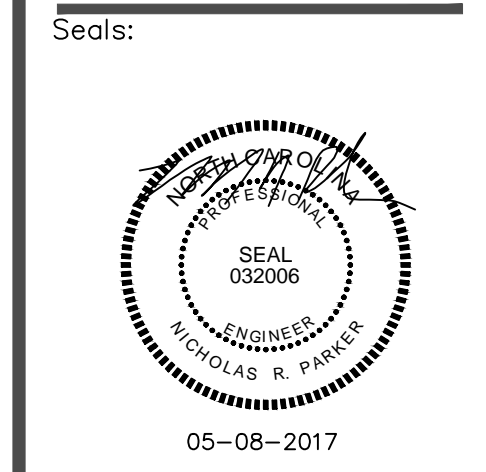 Seals:
NORTH CAROLINA
PROFESSIONAL
SEAL
032006
ENGINEER
NICHOLAS R. PARKER
05-08-2017